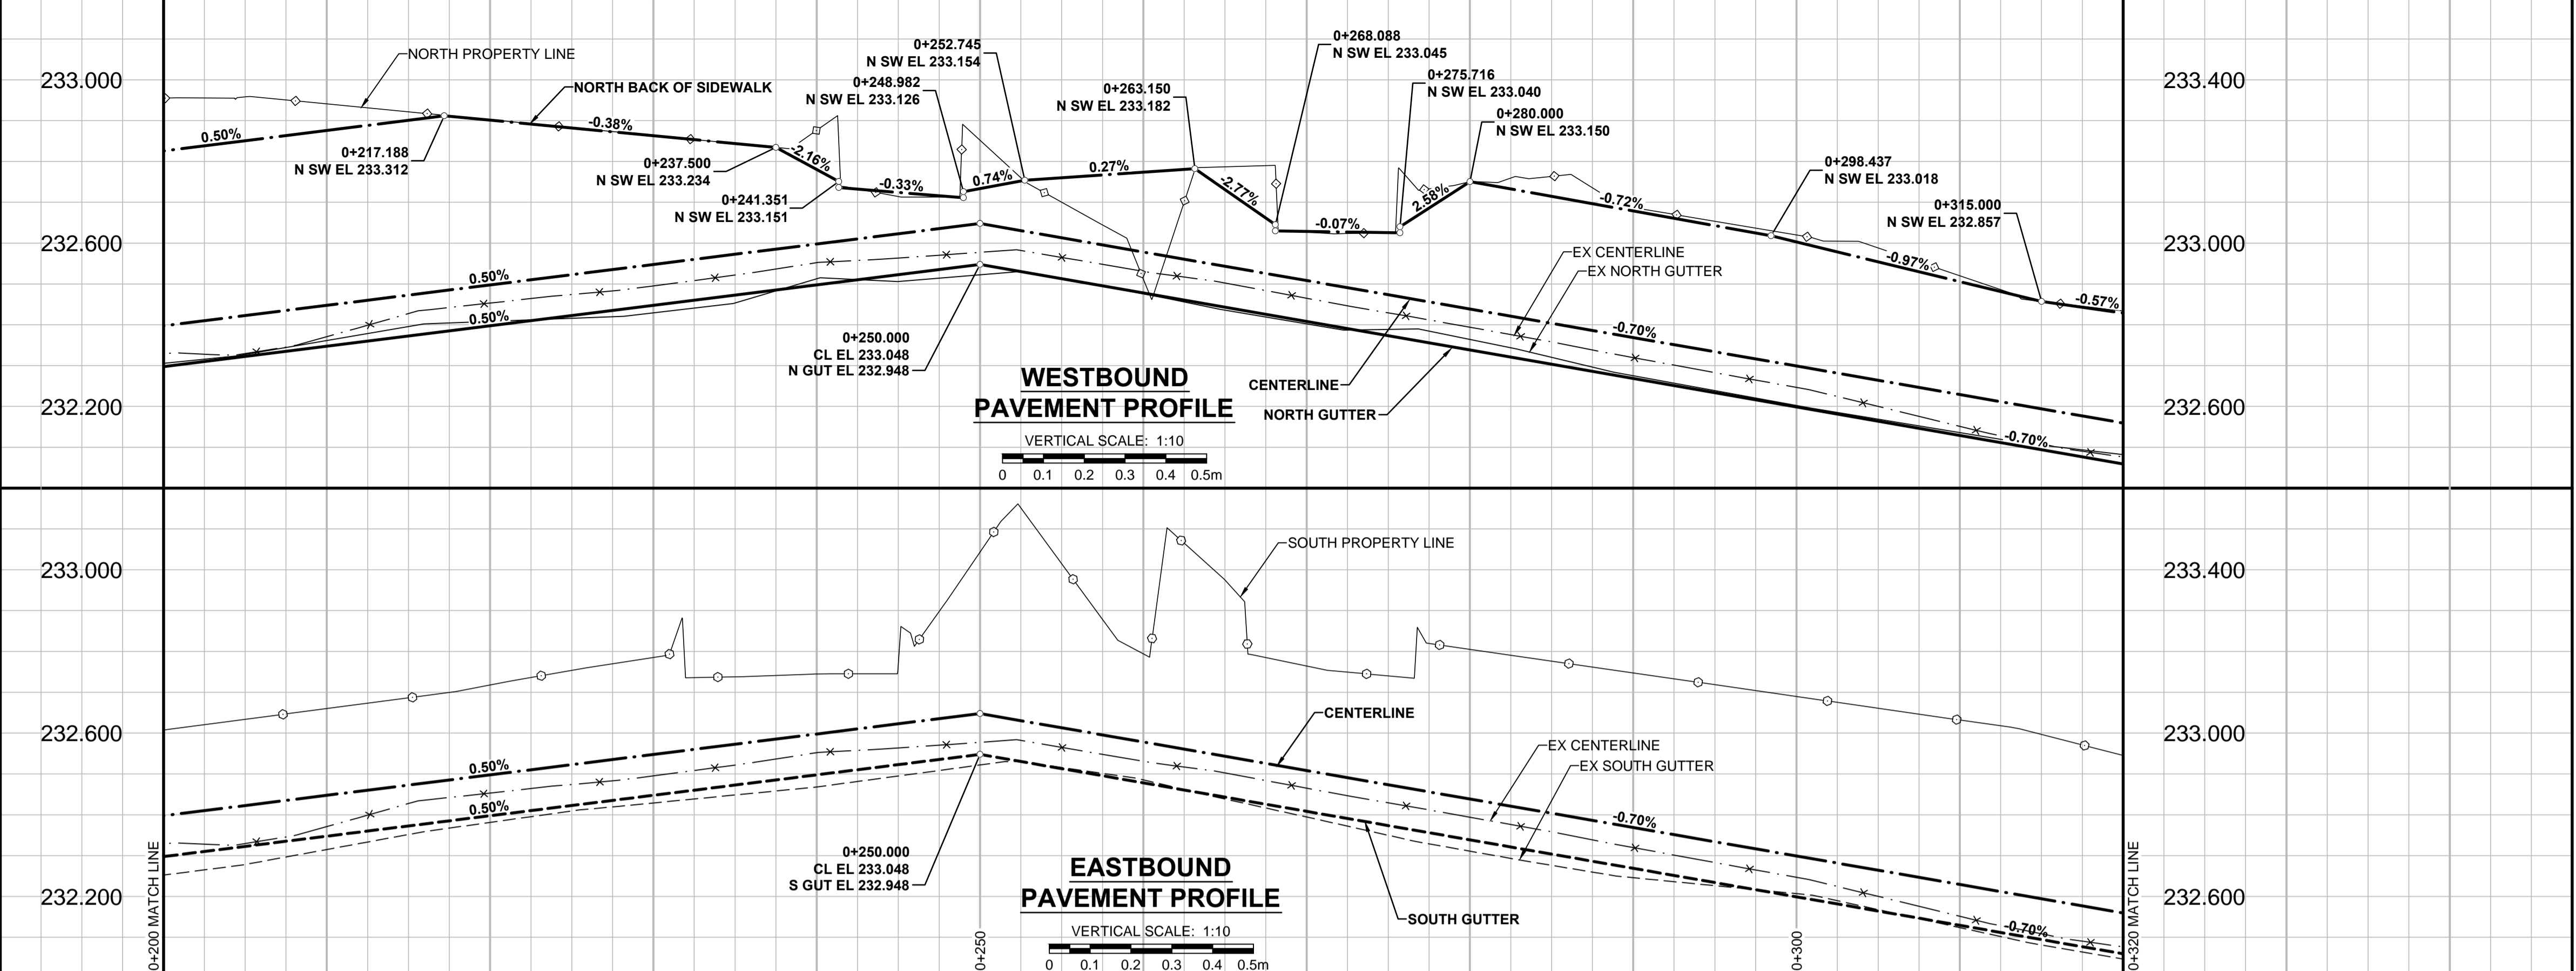 233.000
232.600
232.200
NORTH PROPERTY LINE
NORTH BACK OF SIDEWALK
0.50%
0+217.188
N SW EL 233.312
-0.38%
0+237.500
N SW EL 233.234
-2.16%
0+241.351
N SW EL 233.151
-0.33%
0+248.982
N SW EL 233.126
0.74%
0+252.745
N SW EL 233.154
0.27%
0+263.150
N SW EL 233.182
-2.77%
0+268.088
N SW EL 233.045
-0.07%
0+275.716
N SW EL 233.040
2.58%
0+280.000
N SW EL 233.150
-0.72%
0+298.437
N SW EL 233.018
-0.97%
0+315.000
N SW EL 232.857
-0.57%
233.400
233.000
232.600
0.50%
0.50%
0+250.000
CL EL 233.048
N GUT EL 232.948
EX CENTERLINE
EX NORTH GUTTER
-0.70%
-0.70%
CENTERLINE
NORTH GUTTER
WESTBOUND
PAVEMENT PROFILE
VERTICAL SCALE: 1:10
0 0.1 0.2 0.3 0.4 0.5m
233.000
232.600
232.200
SOUTH PROPERTY LINE
CENTERLINE
EX CENTERLINE
EX SOUTH GUTTER
0.50%
0.50%
-0.70%
-0.70%
0+250.000
CL EL 233.048
S GUT EL 232.948
SOUTH GUTTER
EASTBOUND
PAVEMENT PROFILE
VERTICAL SCALE: 1:10
0 0.1 0.2 0.3 0.4 0.5m
233.400
233.000
232.600
0+200 MATCH LINE
0+250
0+300
0+320 MATCH LINE